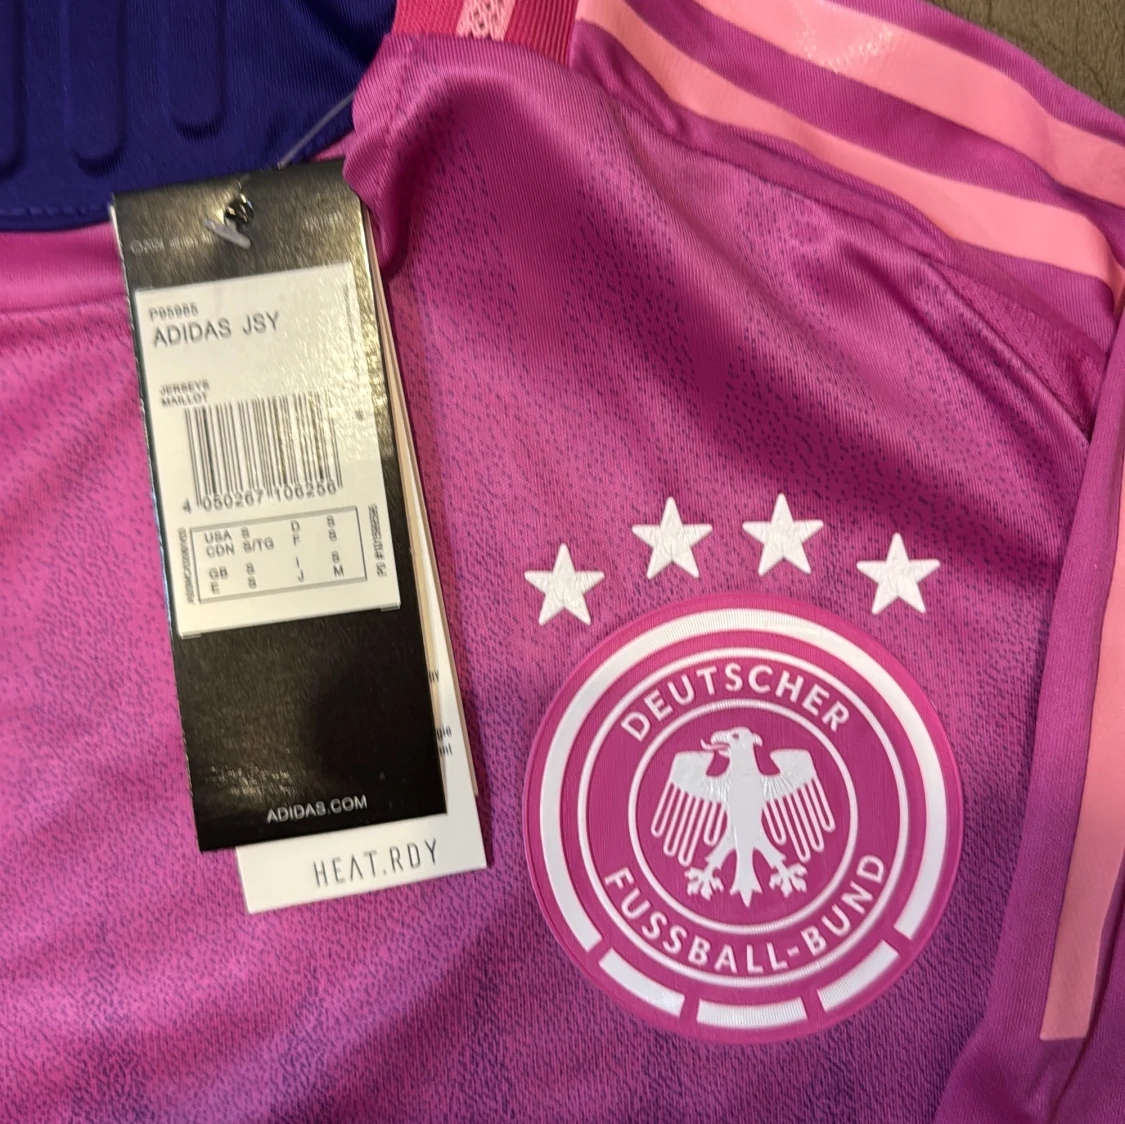 P95985
ADIDAS JSY
JERSEYS
MAILLOT
4 050267 106256
USA S D S
CDN S/TG F S
GB S I S
E S J M
ADIDAS.COM
HEAT.RDY
DEUTSCHER
FUSSBALL-BUND